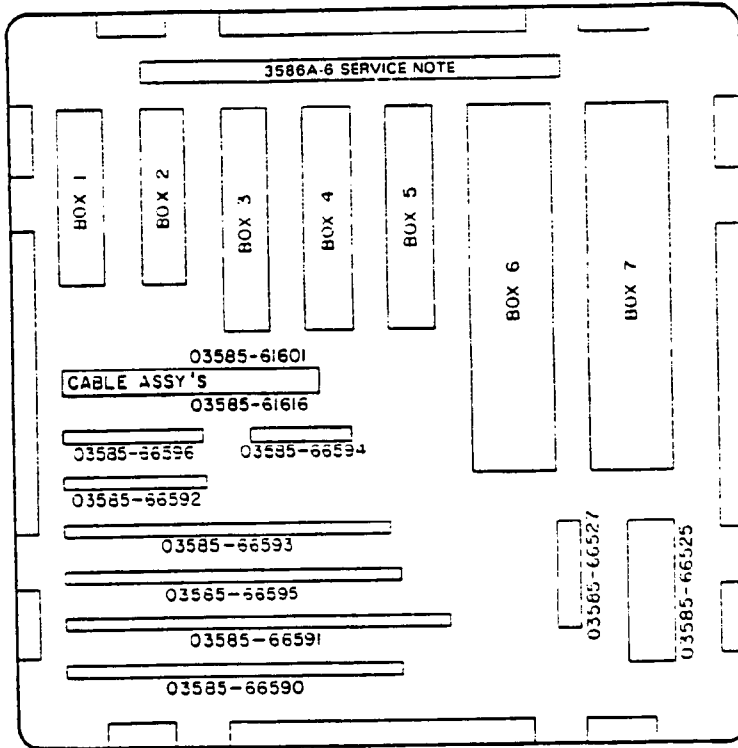 3586A-6 SERVICE NOTE
BOX 1
BOX 2
BOX 3
BOX 4
BOX 5
BOX 6
BOX 7
03585-61601
CABLE ASSY'S
03585-61616
03585-66596
03585-66594
03585-66592
03585-66593
03585-66595
03585-66591
03585-66590
03585-66527
03585-66525